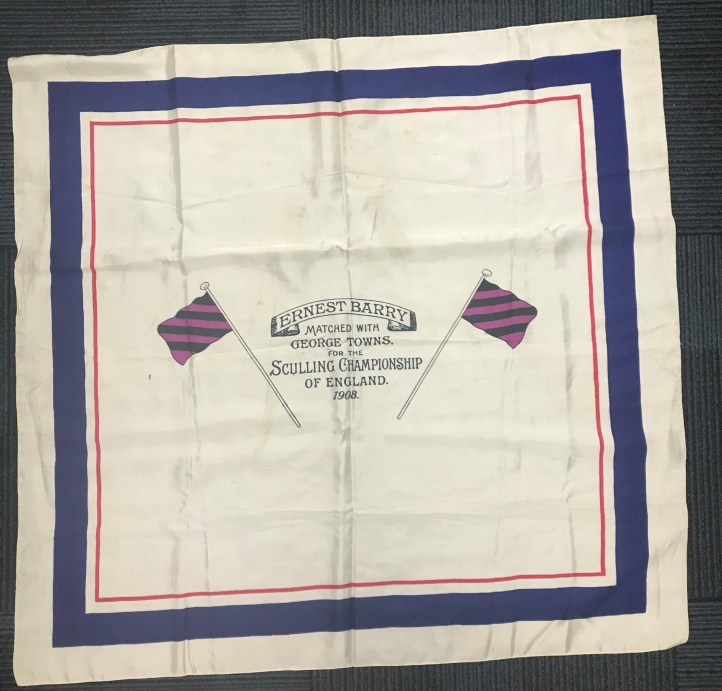 ERNEST BARRY
MATCHED WITH
GEORGE TOWNS.
FOR THE
SCULLING CHAMPIONSHIP
OF ENGLAND.
1908.